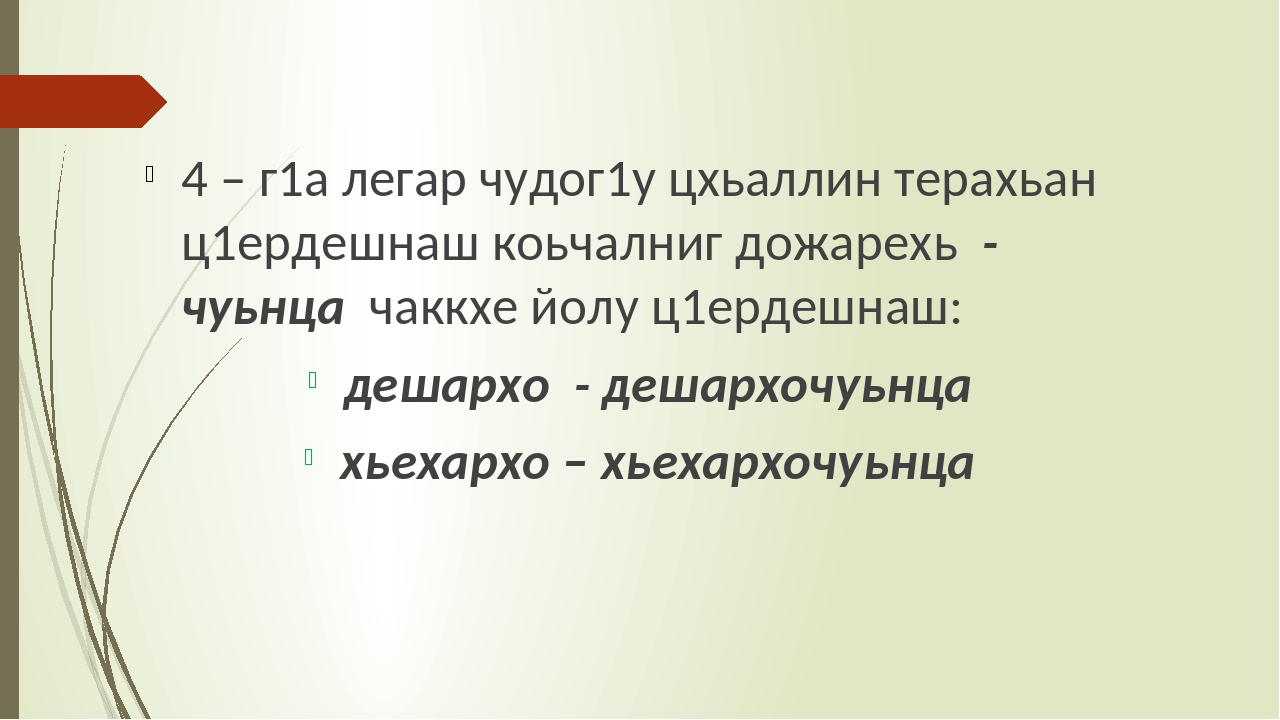 4 – г1а легар чудог1у цхьаллин терахьан
ц1ердешнаш коьчалниг дожарехь -
чуьнца чаккхе йолу ц1ердешнаш:
дешархо - дешархочуьнца
хьехархо – хьехархочуьнца